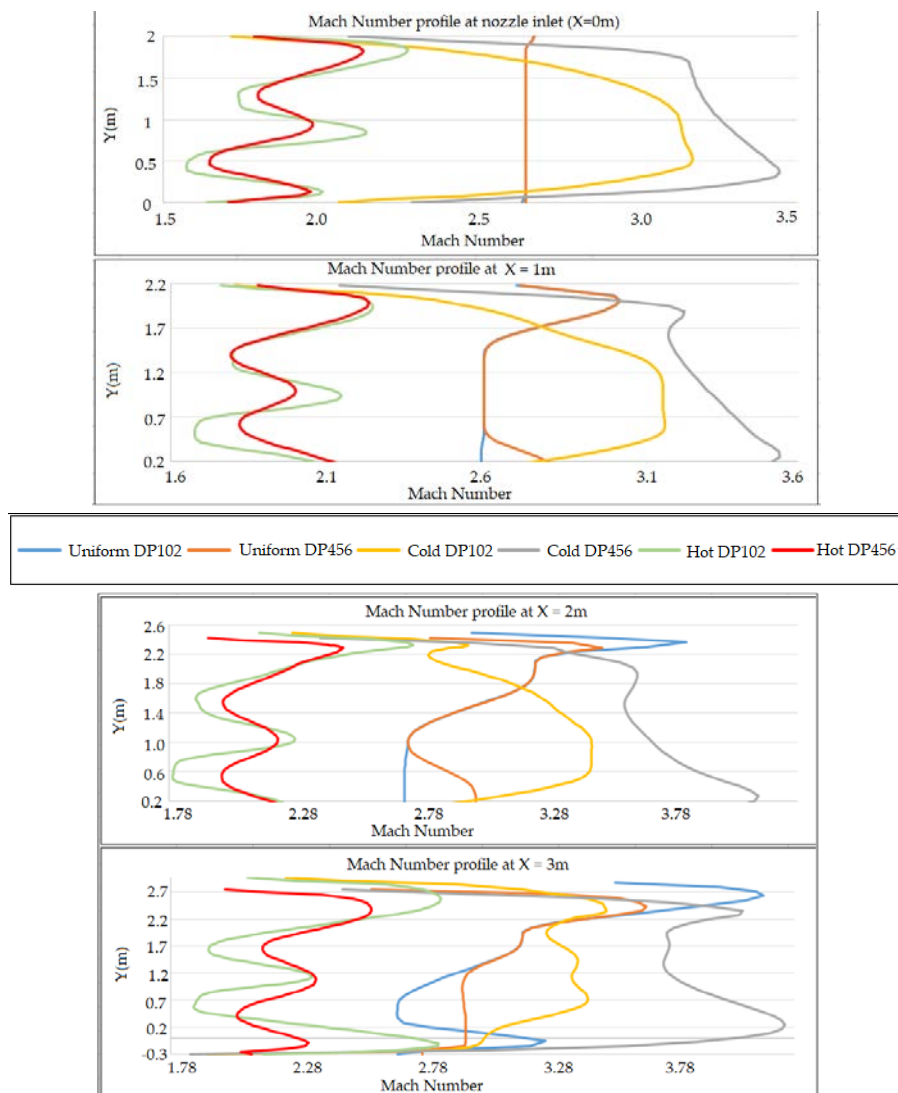 Mach Number profile at nozzle inlet (X=0m)
2
1.5
1
0.5
0
Y(m)
1.5 2.0 2.5 3.0 3.5
Mach Number
Mach Number profile at X = 1m
2.2
1.7
1.2
0.7
0.2
Y(m)
1.6 2.1 2.6 3.1 3.6
Mach Number
Uniform DP102 Uniform DP456 Cold DP102 Cold DP456 Hot DP102 Hot DP456
Mach Number profile at X = 2m
2.6
2.2
1.8
1.4
1.0
0.6
0.2
Y(m)
1.78 2.28 2.78 3.28 3.78
Mach Number
Mach Number profile at X = 3m
2.7
2.2
1.7
1.2
0.7
0.2
-0.3
Y(m)
1.78 2.28 2.78 3.28 3.78
Mach Number